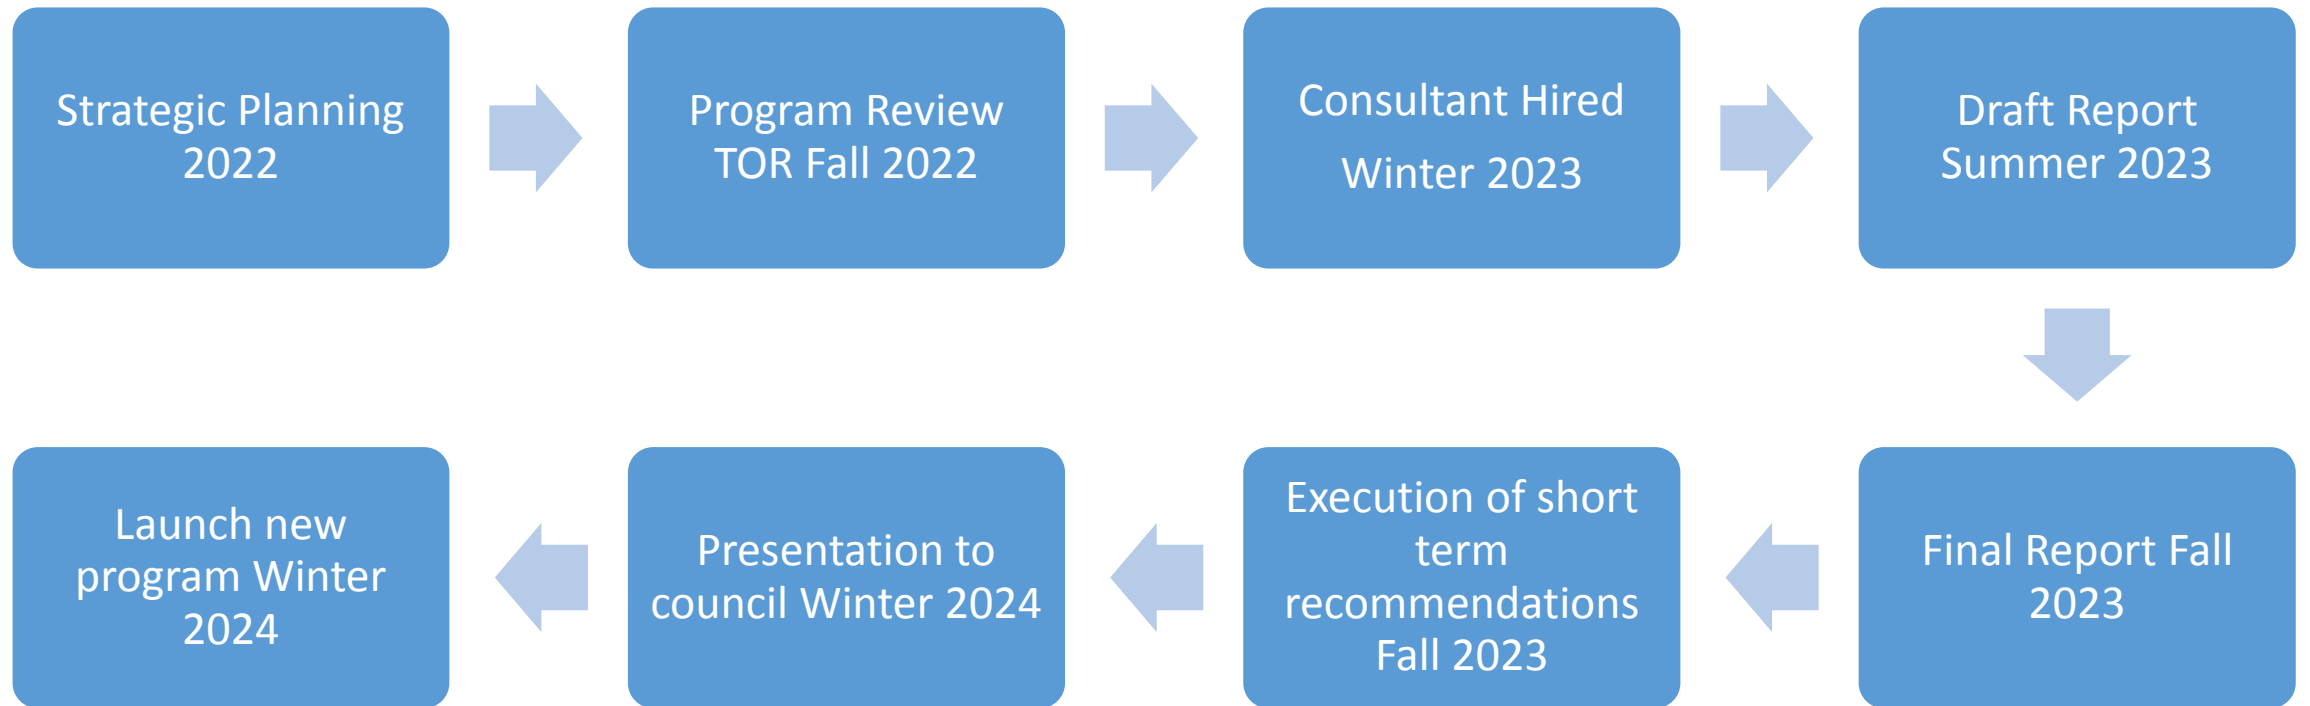 Strategic Planning
2022
Program Review
TOR Fall 2022
Consultant Hired
Winter 2023
Draft Report
Summer 2023
Final Report Fall
2023
Execution of short
term
recommendations
Fall 2023
Presentation to
council Winter 2024
Launch new
program Winter
2024